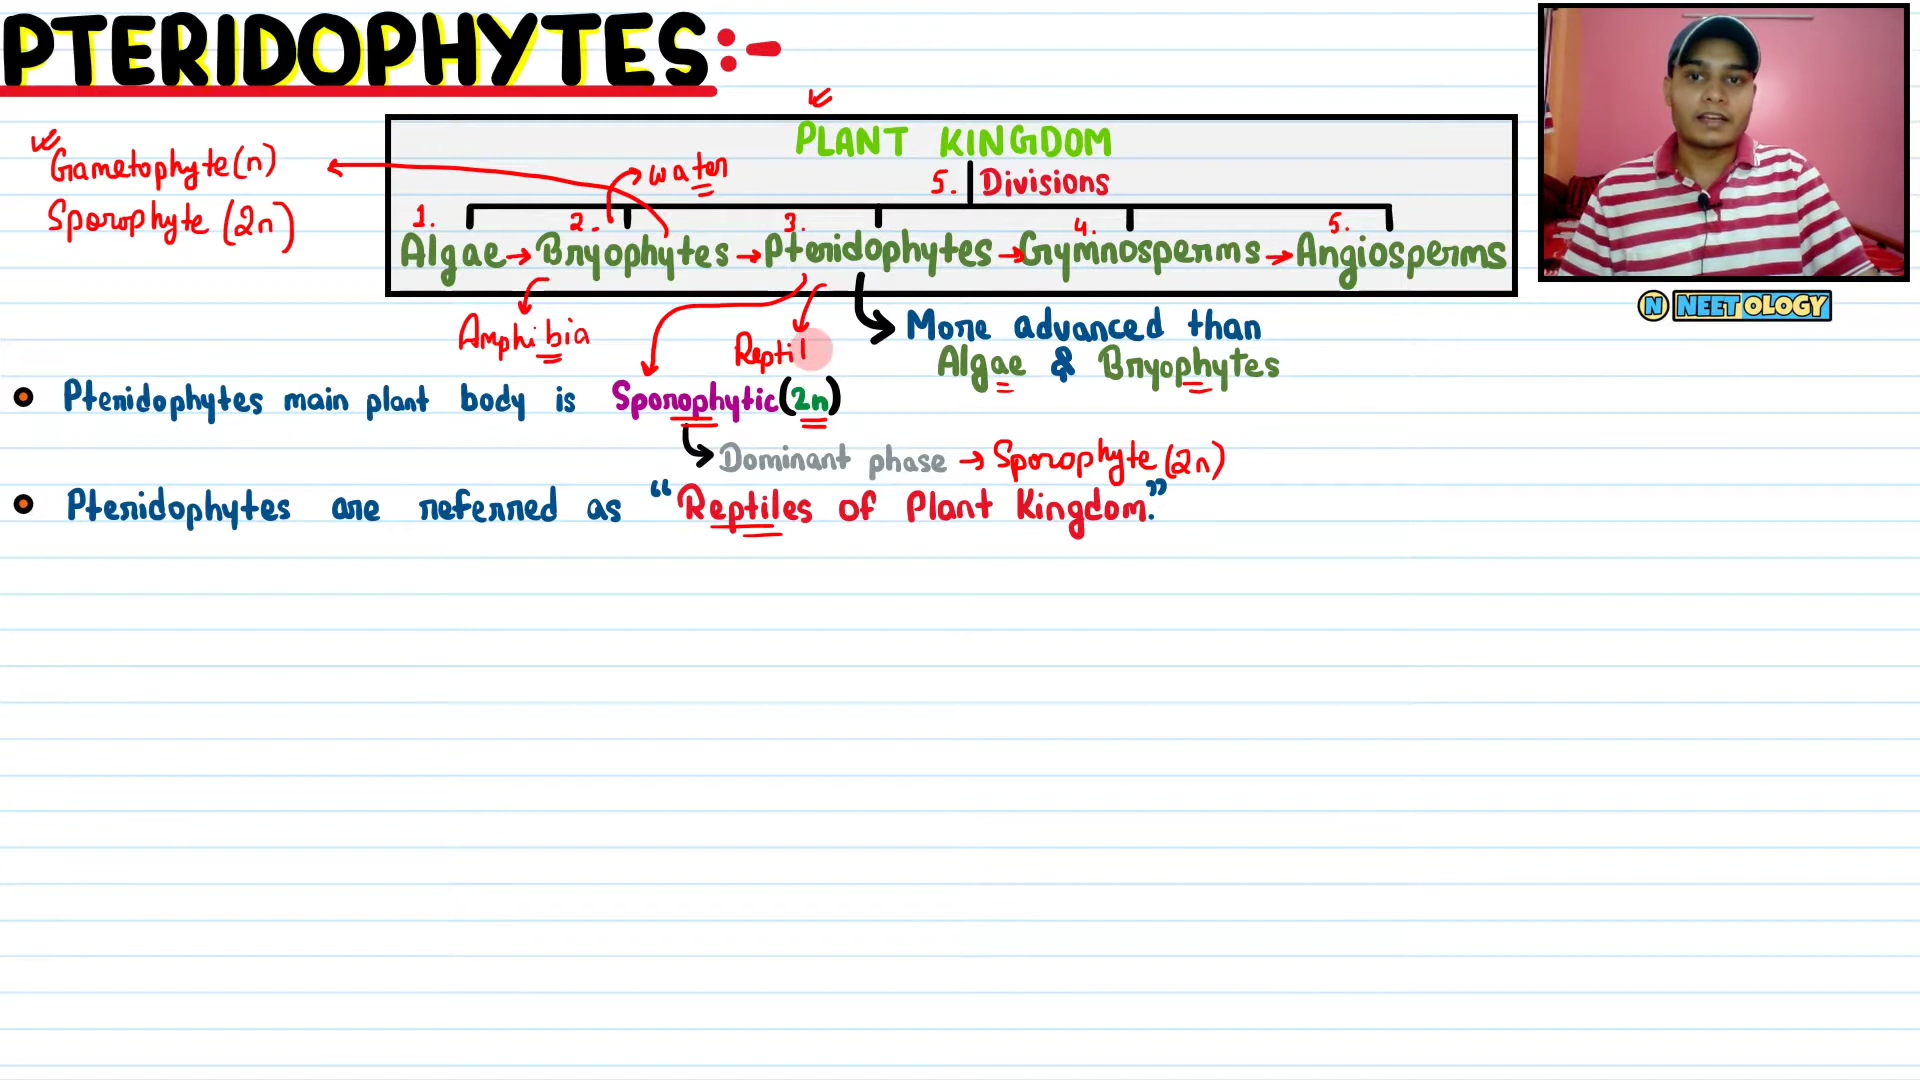 PTERIDOPHYTES:-
PLANT KINGDOM
5. Divisions
water
Gametophyte(n)
Sporophyte (2n)
1. 2. 3. 4. 5.
Algae → Bryophytes → Pteridophytes → Gymnosperms → Angiosperms
Amphibia
Reptil
More advanced than
Algae & Bryophytes
N NEETOLOGY
• Pteridophytes main plant body is Sporophytic(2n)
Dominant phase → Sporophyte (2n)
• Pteridophytes are referred as "Reptiles of Plant Kingdom."